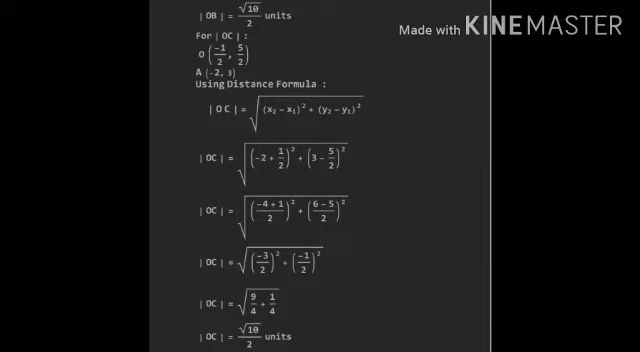 | OB | = √10/2 units
Made with KINEMASTER
For | OC | :
O (-1/2, 5/2)
A (-2, 3)
Using Distance Formula :
| O C | = √((x₂ − x₁)² + (y₂ − y₁)²)
| OC | = √((−2 + 1/2)² + (3 − 5/2)²)
| OC | = √((−4 + 1/2)² + (6 − 5/2)²)
| OC | = √((−3/2)² + (−1/2)²)
| OC | = √(9/4 + 1/4)
| OC | = √10/2 units